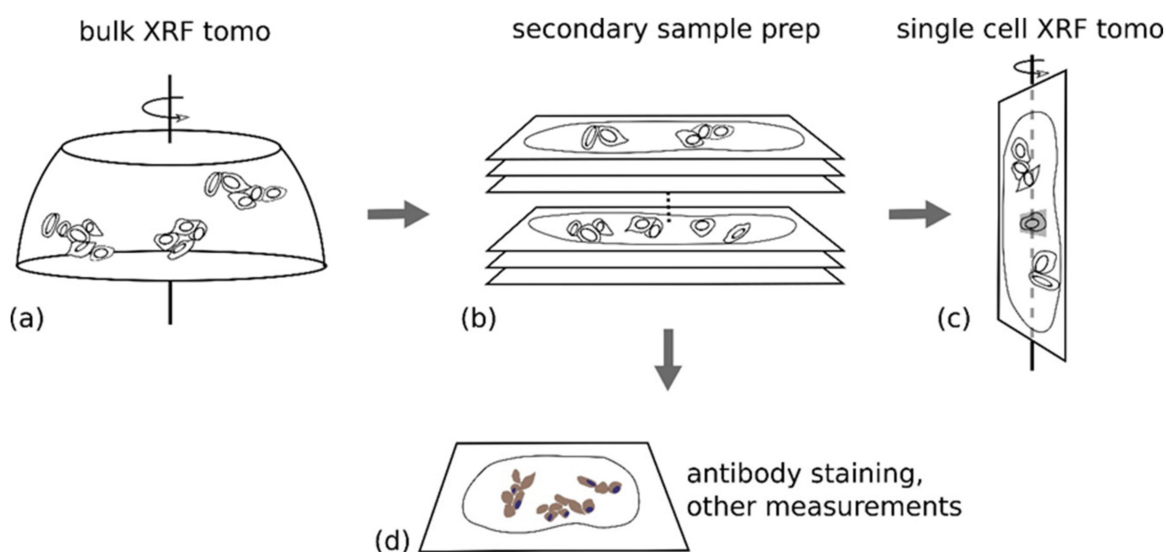 bulk XRF tomo
secondary sample prep
single cell XRF tomo
(a)
(b)
(c)
antibody staining,
other measurements
(d)